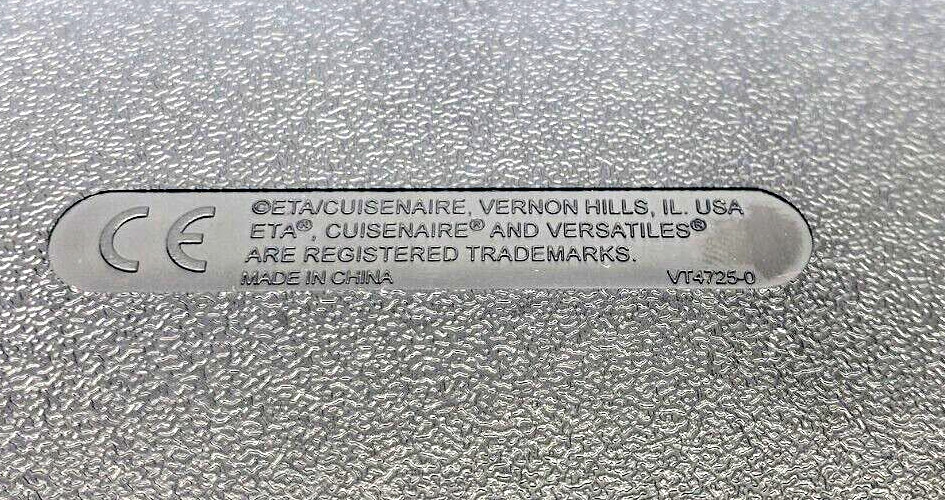 CE
©ETA/CUISENAIRE, VERNON HILLS, IL. USA
ETA®, CUISENAIRE® AND VERSATILES®
ARE REGISTERED TRADEMARKS.
MADE IN CHINA VT4725-0